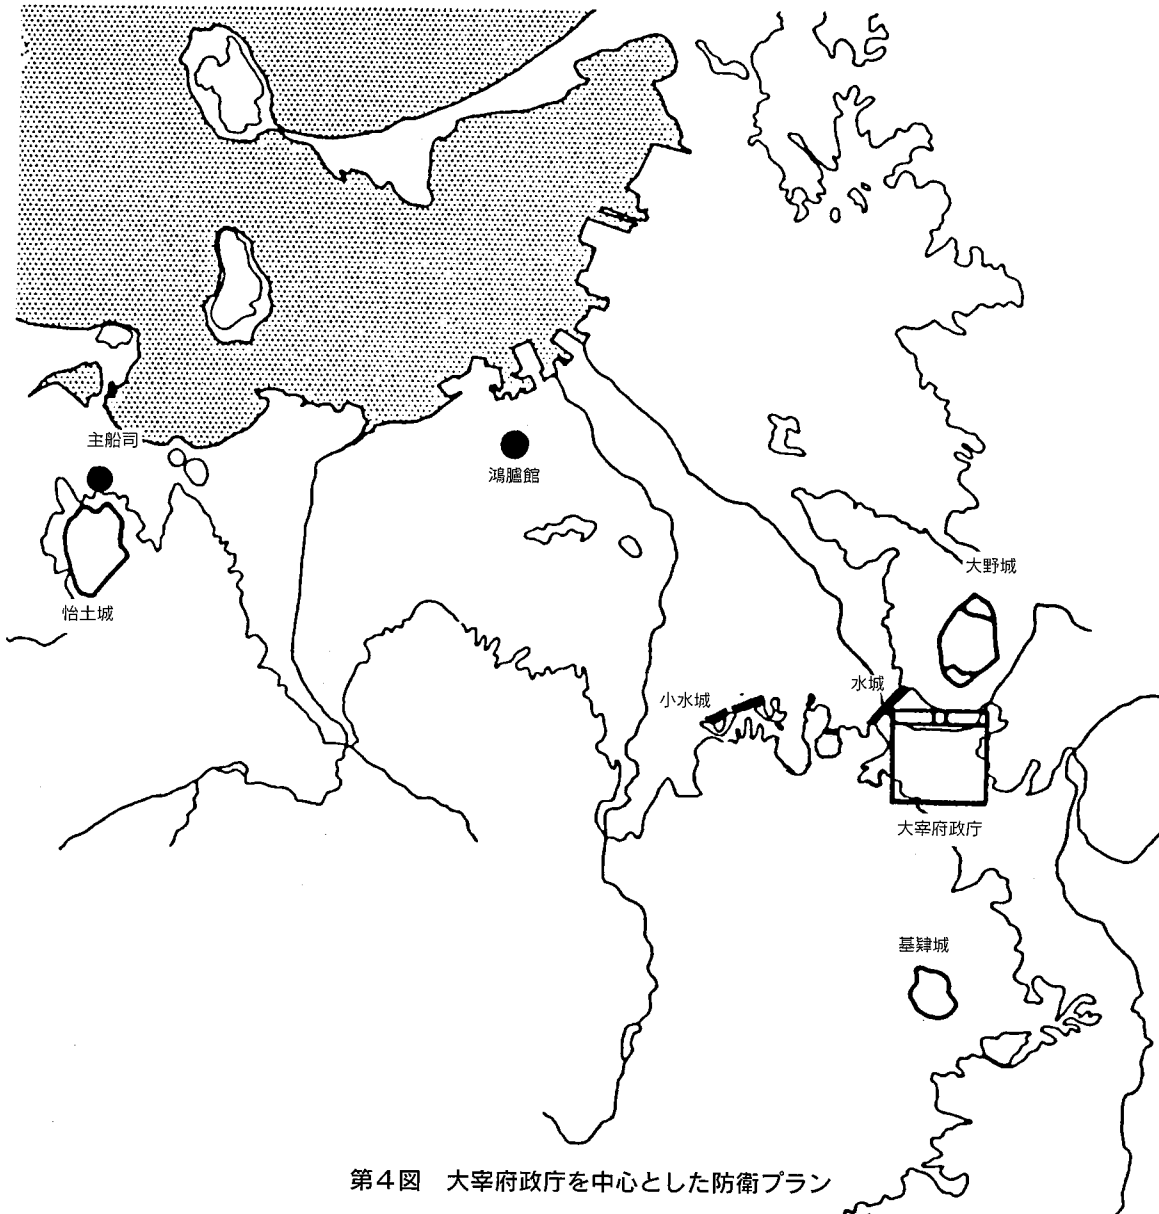 主船司
鴻臚館
怡土城
大野城
水城
小水城
大宰府政庁
基肄城
第4図　大宰府政庁を中心とした防衛プラン